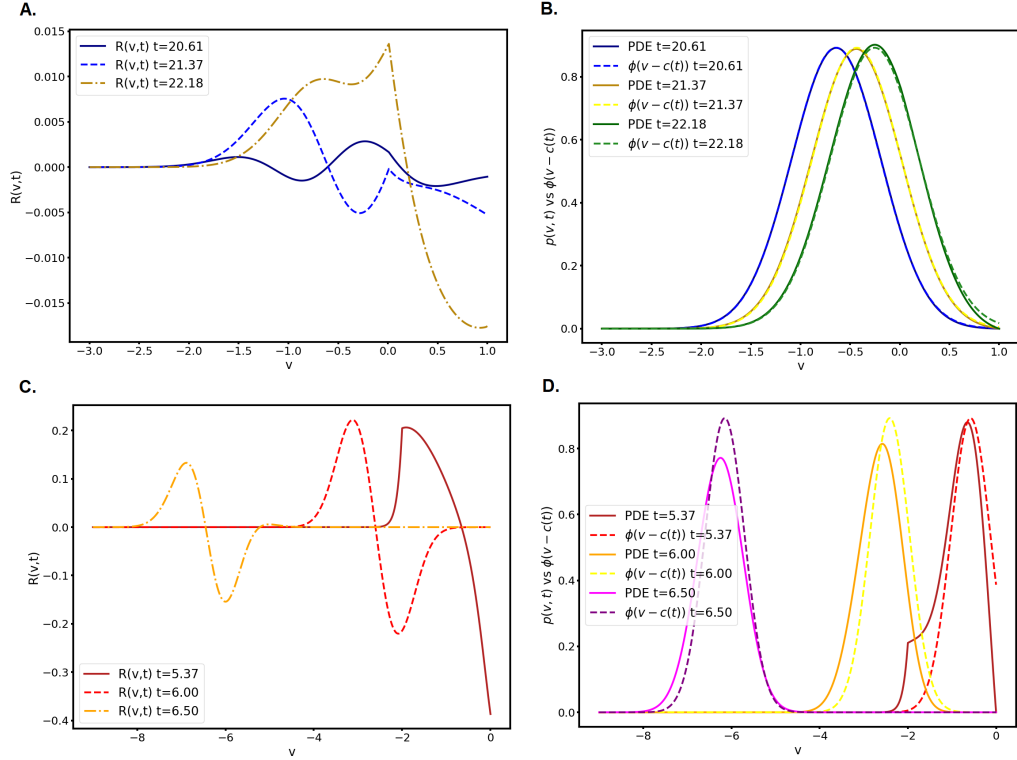 A.
0.015
0.010
0.005
0.000
−0.005
−0.010
−0.015
R(v,t)
R(v,t) t=20.61
R(v,t) t=21.37
R(v,t) t=22.18
−3.0 −2.5 −2.0 −1.5 −1.0 −0.5 0.0 0.5 1.0
v
B.
0.8
0.6
0.4
0.2
0.0
p(v, t) vs ϕ(v − c(t))
PDE t=20.61
ϕ(v − c(t)) t=20.61
PDE t=21.37
ϕ(v − c(t)) t=21.37
PDE t=22.18
ϕ(v − c(t)) t=22.18
−3.0 −2.5 −2.0 −1.5 −1.0 −0.5 0.0 0.5 1.0
v
C.
0.2
0.1
0.0
−0.1
−0.2
−0.3
−0.4
R(v,t)
R(v,t) t=5.37
R(v,t) t=6.00
R(v,t) t=6.50
−8 −6 −4 −2 0
v
D.
0.8
0.6
0.4
0.2
0.0
p(v, t) vs ϕ(v − c(t))
PDE t=5.37
ϕ(v − c(t)) t=5.37
PDE t=6.00
ϕ(v − c(t)) t=6.00
PDE t=6.50
ϕ(v − c(t)) t=6.50
−8 −6 −4 −2 0
v